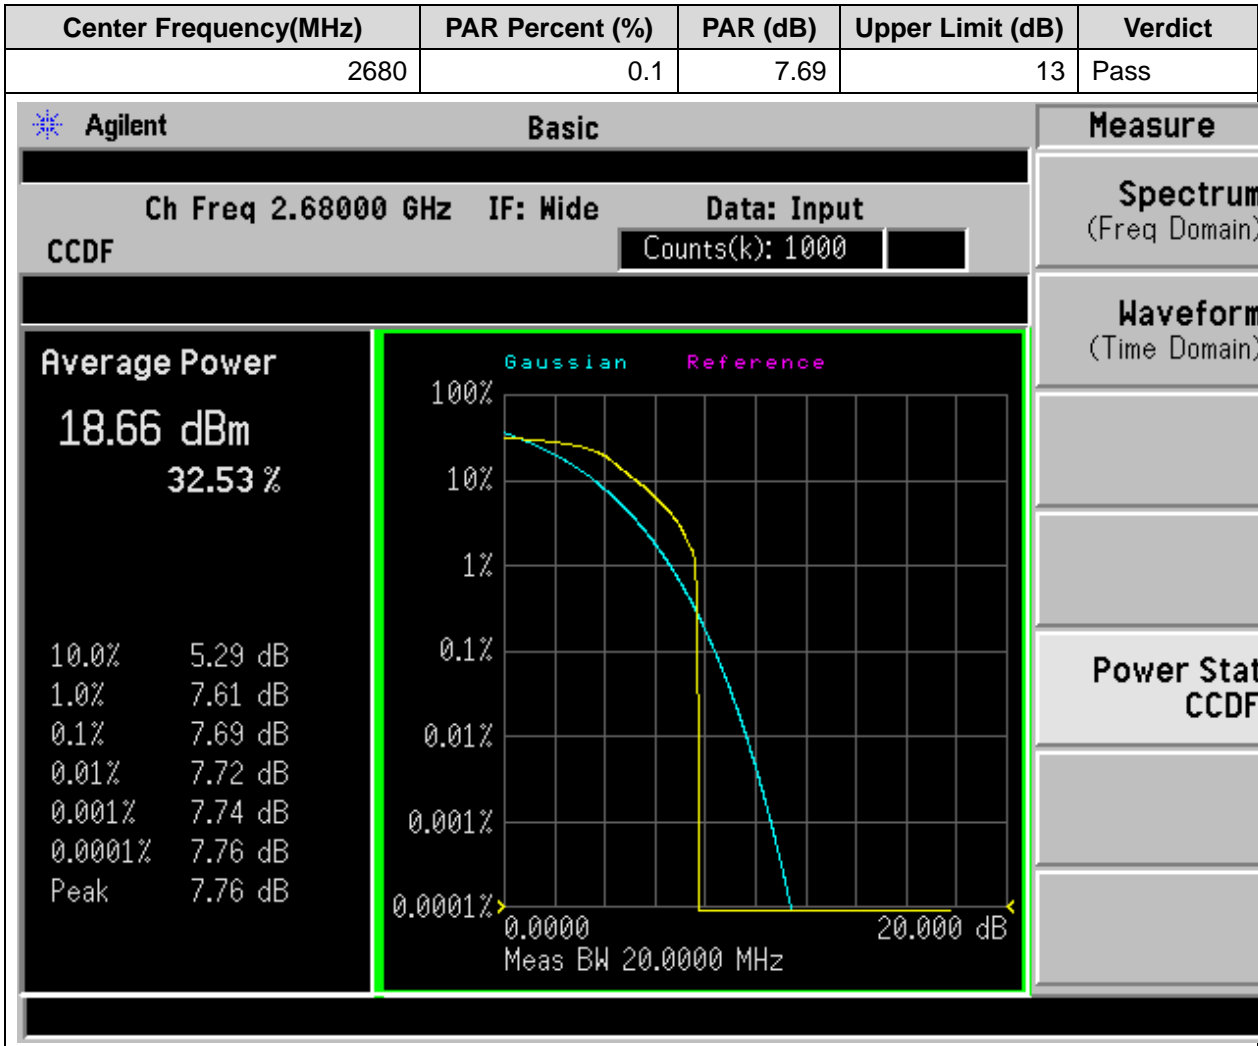 Center Frequency(MHz) PAR Percent (%) PAR (dB) Upper Limit (dB) Verdict
2680 0.1 7.69 13 Pass
Agilent Basic Measure
Ch Freq 2.68000 GHz IF: Wide Data: Input
CCDF Counts(k): 1000
Spectrum
(Freq Domain)
Waveform
(Time Domain)
Power Stat
CCDF
Average Power
18.66 dBm
32.53 %
10.0% 5.29 dB
1.0% 7.61 dB
0.1% 7.69 dB
0.01% 7.72 dB
0.001% 7.74 dB
0.0001% 7.76 dB
Peak 7.76 dB
Gaussian Reference
100%
10%
1%
0.1%
0.01%
0.001%
0.0001%
0.0000 20.000 dB
Meas BW 20.0000 MHz